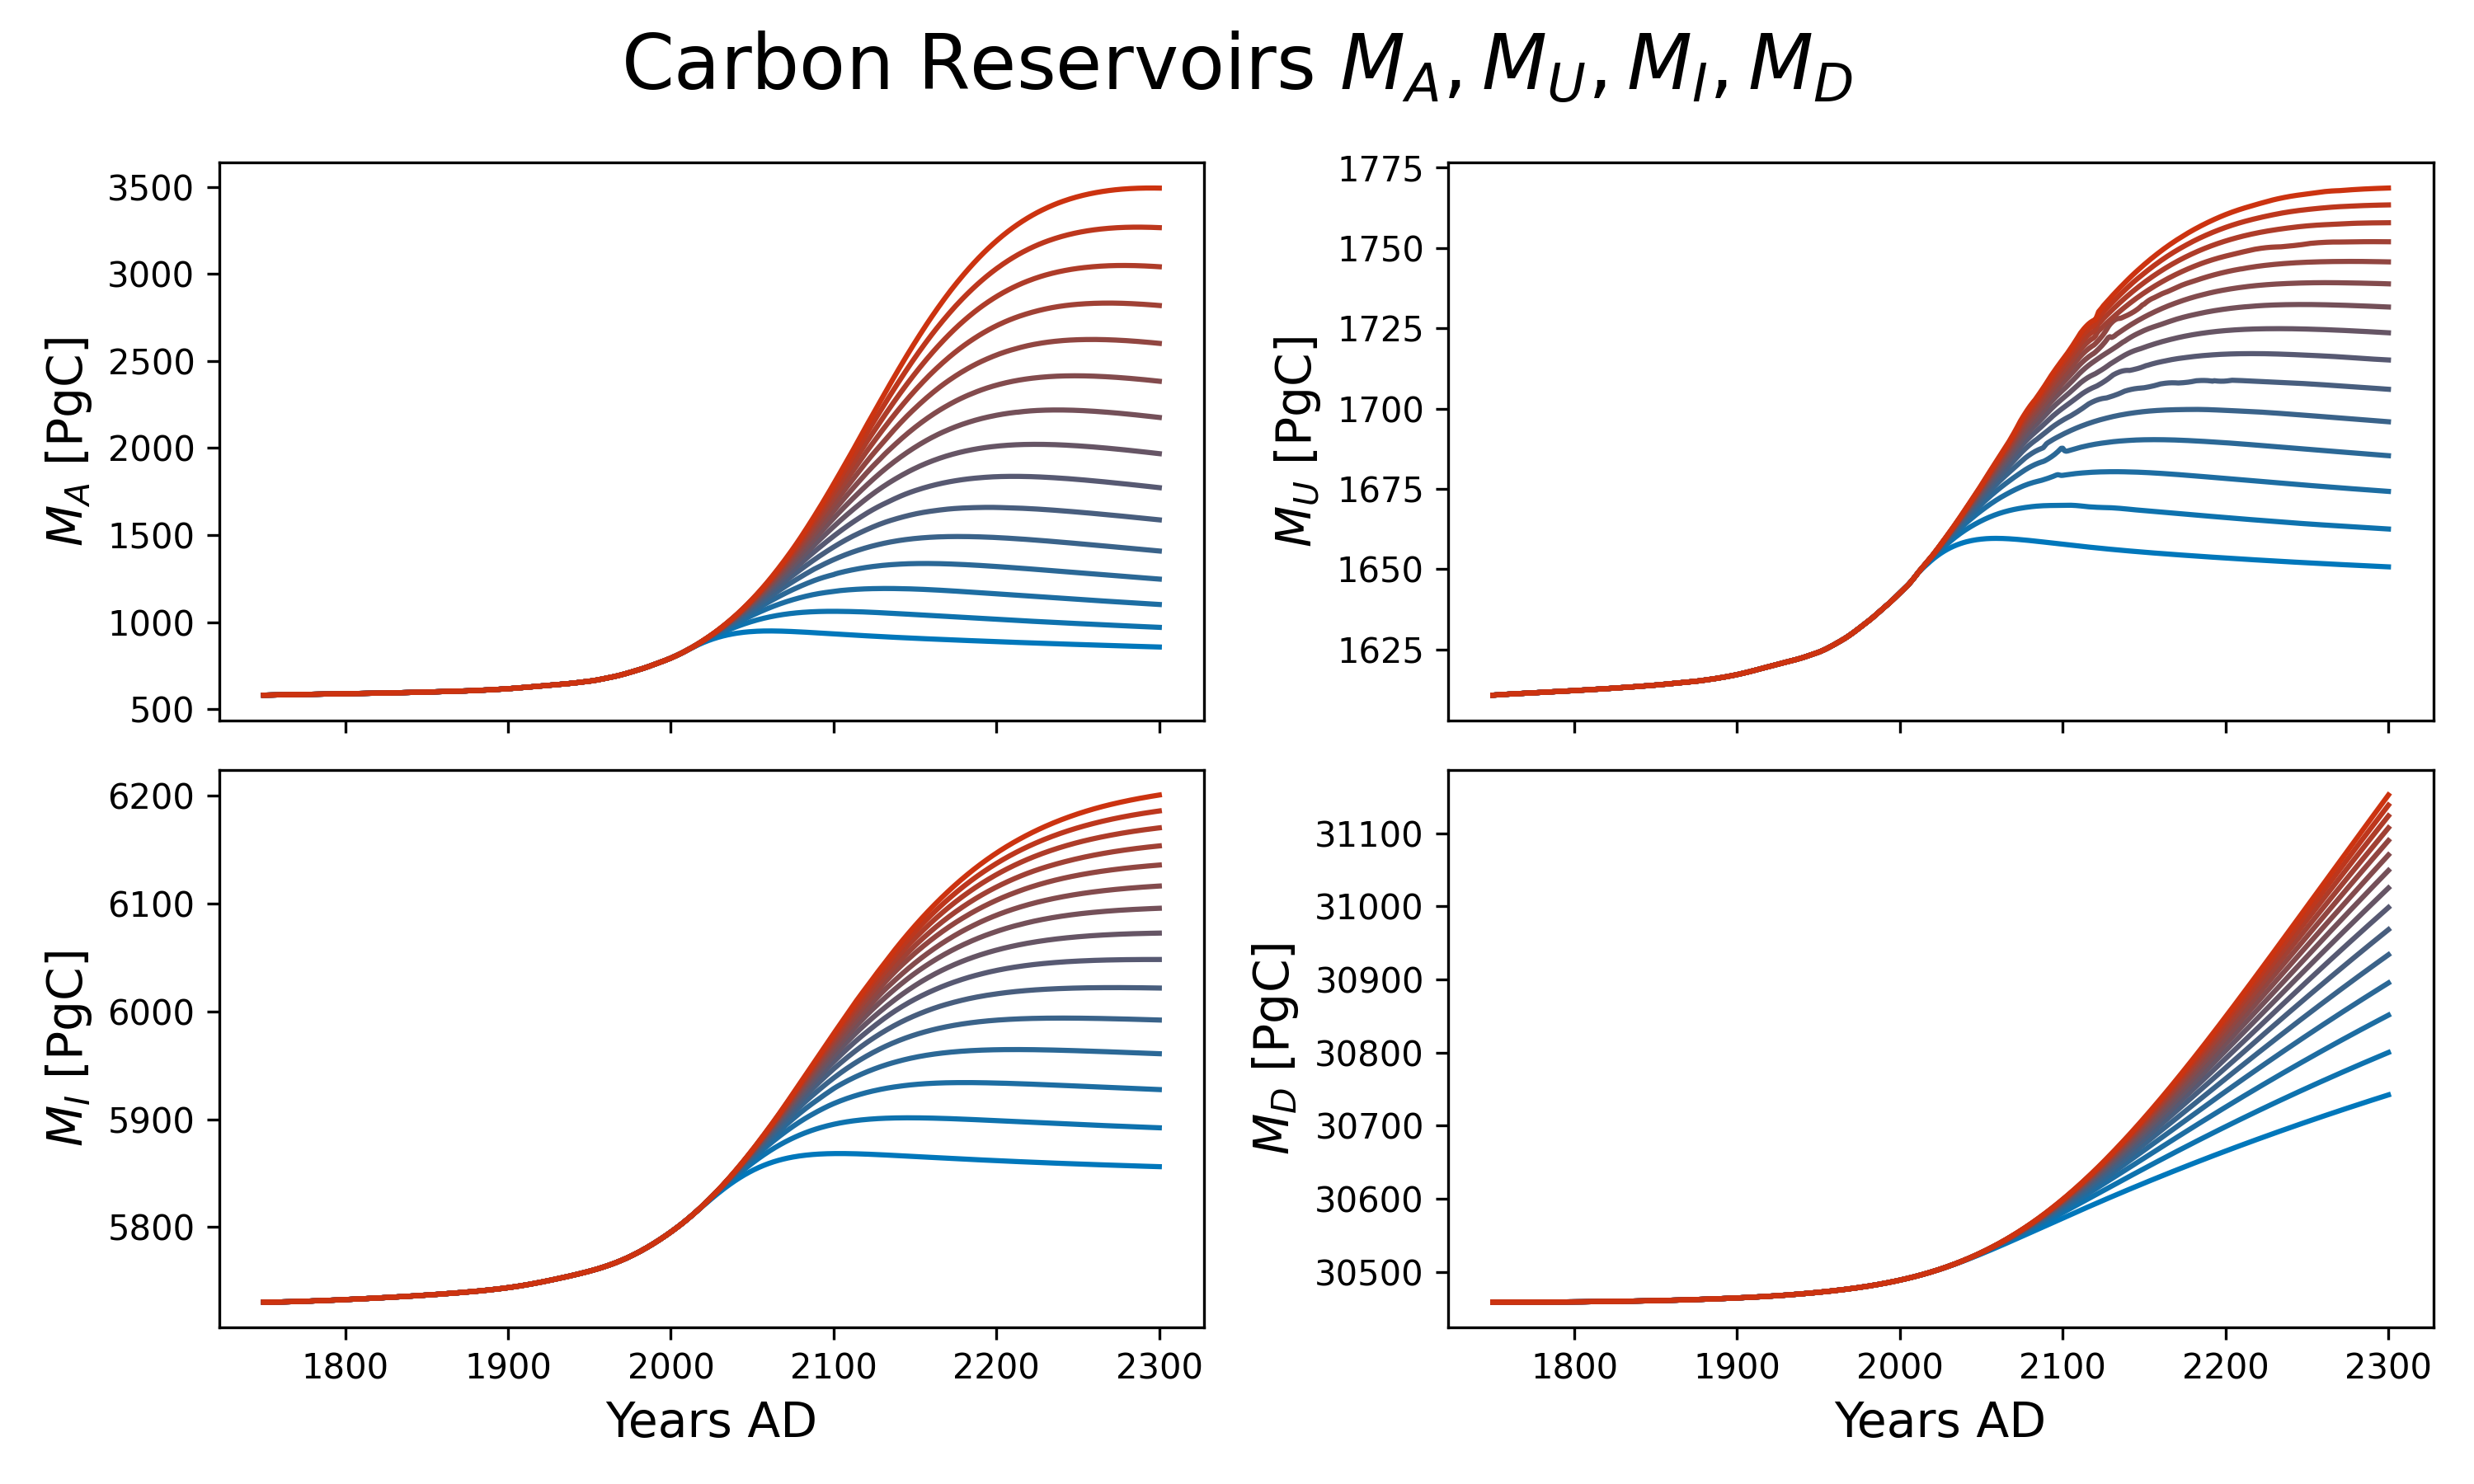 Carbon Reservoirs M_A, M_U, M_I, M_D
M_A [PgC]
3500
3000
2500
2000
1500
1000
500
M_U [PgC]
1775
1750
1725
1700
1675
1650
1625
M_I [PgC]
6200
6100
6000
5900
5800
1800 1900 2000 2100 2200 2300
Years AD
M_D [PgC]
31100
31000
30900
30800
30700
30600
30500
1800 1900 2000 2100 2200 2300
Years AD